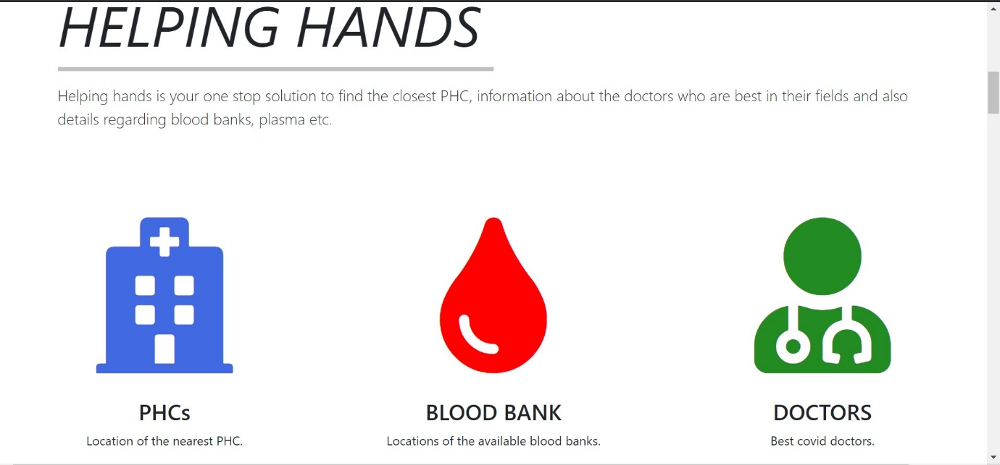 HELPING HANDS
Helping hands is your one stop solution to find the closest PHC, information about the doctors who are best in their fields and also
details regarding blood banks, plasma etc.
PHCs
Location of the nearest PHC.
BLOOD BANK
Locations of the available blood banks.
DOCTORS
Best covid doctors.